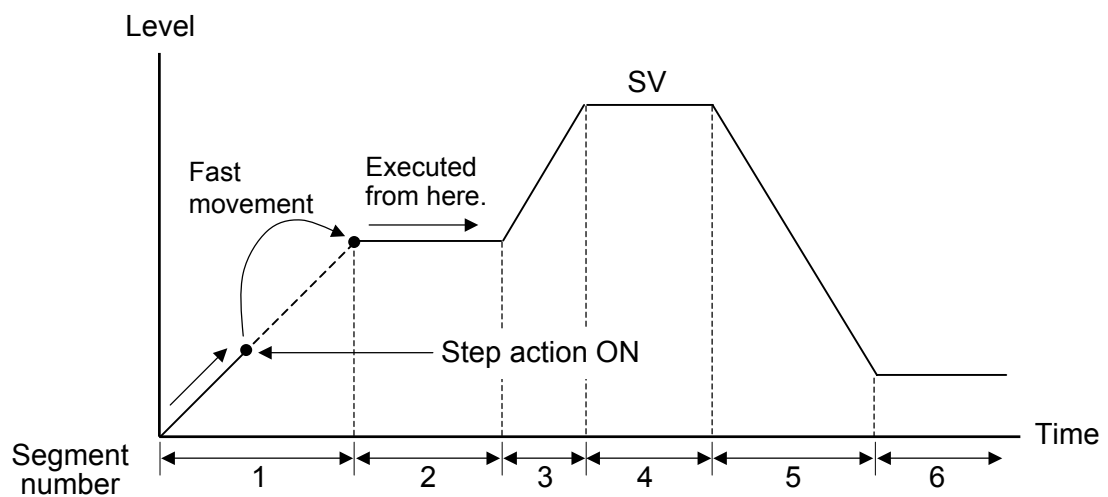 Level
SV
Fast
movement
Executed
from here.
Step action ON
Time
Segment
number
1
2
3
4
5
6